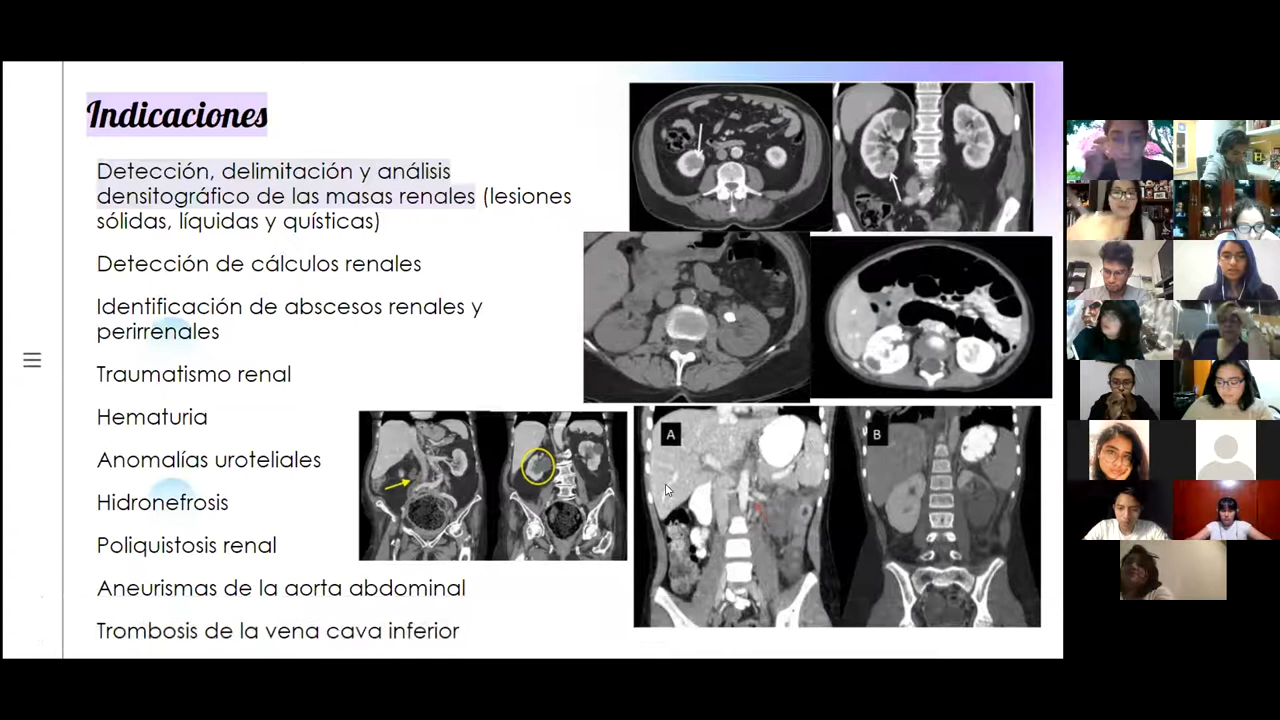 Indicaciones
Detección, delimitación y análisis
densitográfico de las masas renales (lesiones
sólidas, líquidas y quísticas)
Detección de cálculos renales
Identificación de abscesos renales y
perirrenales
Traumatismo renal
Hematuria
Anomalías uroteliales
Hidronefrosis
Poliquistosis renal
Aneurismas de la aorta abdominal
Trombosis de la vena cava inferior
A
B